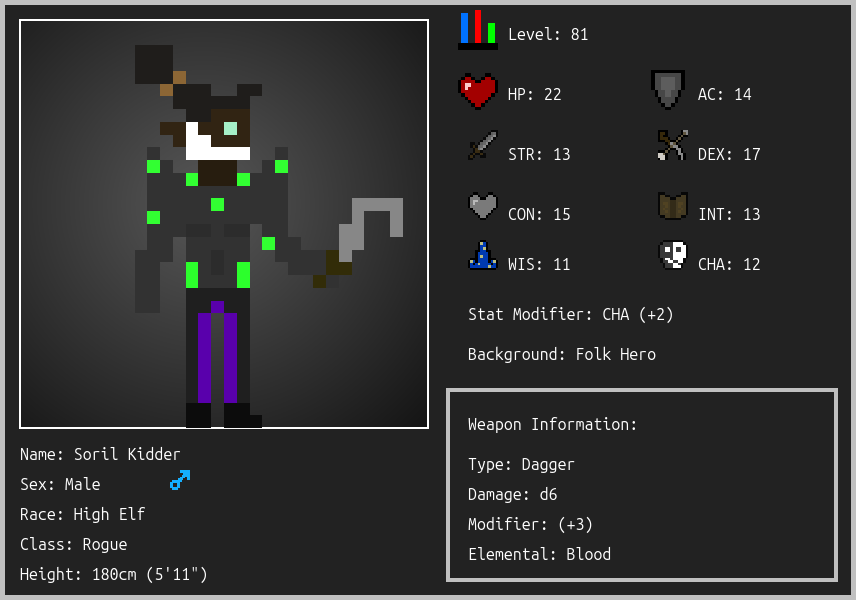 Level: 81
HP: 22
AC: 14
STR: 13
DEX: 17
CON: 15
INT: 13
WIS: 11
CHA: 12
Stat Modifier: CHA (+2)
Background: Folk Hero
Name: Soril Kidder
Sex: Male
Race: High Elf
Class: Rogue
Height: 180cm (5'11")
Weapon Information:
Type: Dagger
Damage: d6
Modifier: (+3)
Elemental: Blood